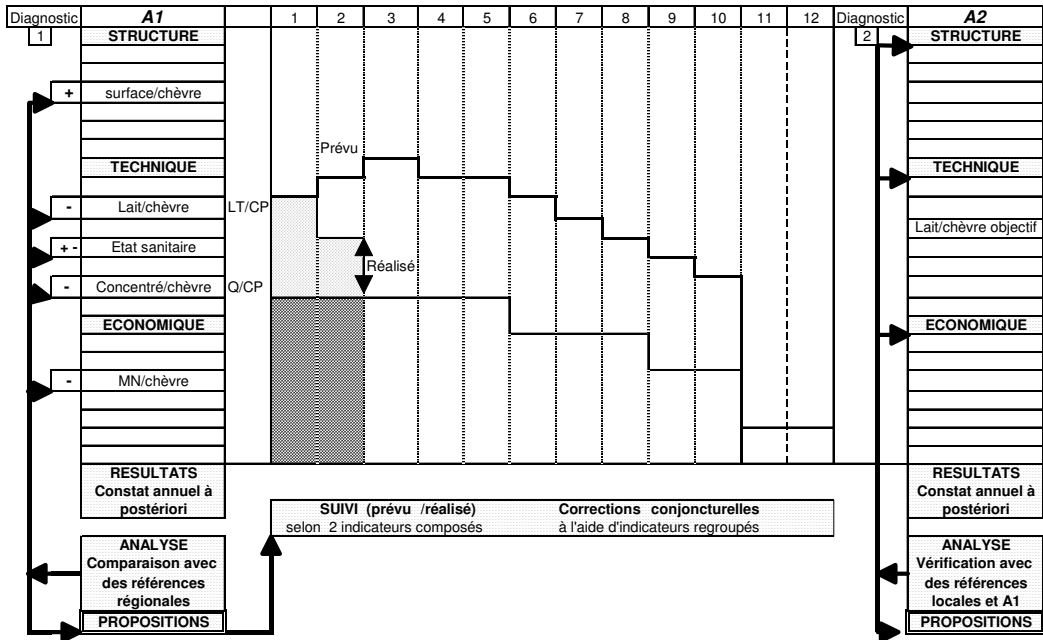 Diagnostic A1 1 2 3 4 5 6 7 8 9 10 11 12 Diagnostic A2
1 STRUCTURE 2 STRUCTURE
+ surface/chèvre
Prévu
TECHNIQUE TECHNIQUE
- Lait/chèvre LT/CP
Lait/chèvre objectif
+ - Etat sanitaire
Réalisé
- Concentré/chèvre Q/CP
ECONOMIQUE ECONOMIQUE
- MN/chèvre
RESULTATS RESULTATS
Constat annuel à Constat annuel à
postériori postériori
SUIVI (prévu /réalisé) Corrections conjoncturelles
selon 2 indicateurs composés à l'aide d'indicateurs regroupés
ANALYSE ANALYSE
Comparaison avec Vérification avec
des références des références
régionales locales et A1
PROPOSITIONS PROPOSITIONS